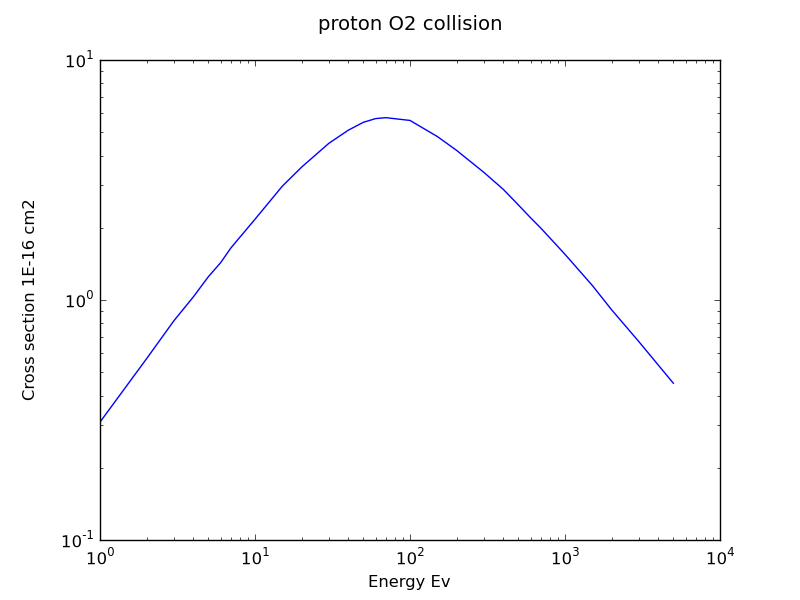 proton O2 collision
10^1
10^0
10^-1
Cross section 1E-16 cm2
10^0 10^1 10^2 10^3 10^4
Energy Ev